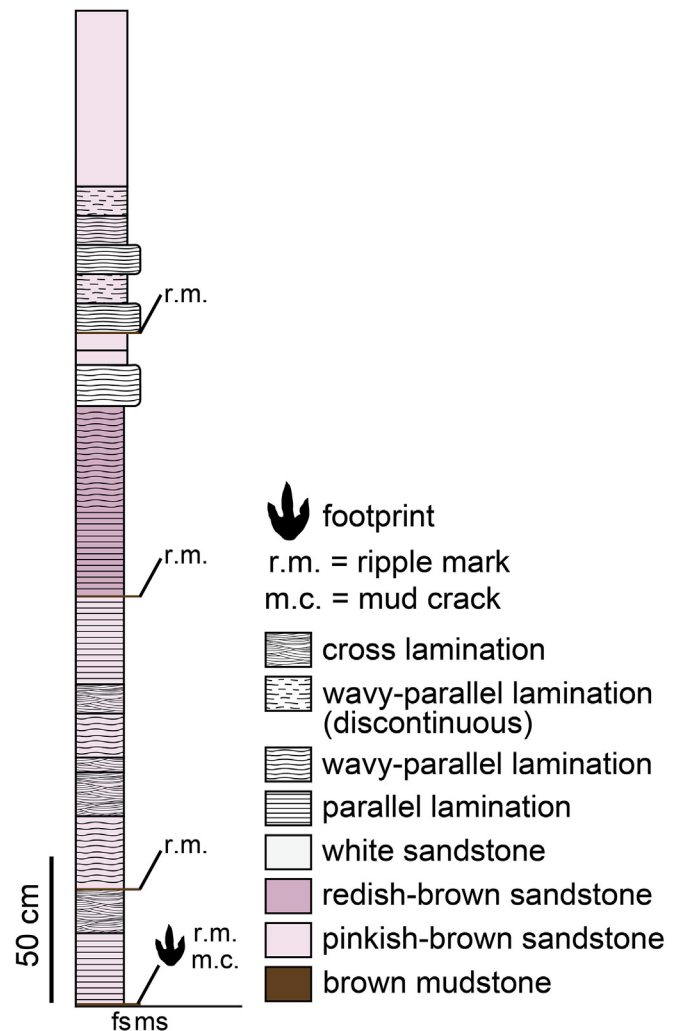 r.m.
r.m.
r.m.
r.m.
m.c.
50 cm
fs ms
footprint
r.m. = ripple mark
m.c. = mud crack
cross lamination
wavy-parallel lamination
(discontinuous)
wavy-parallel lamination
parallel lamination
white sandstone
redish-brown sandstone
pinkish-brown sandstone
brown mudstone